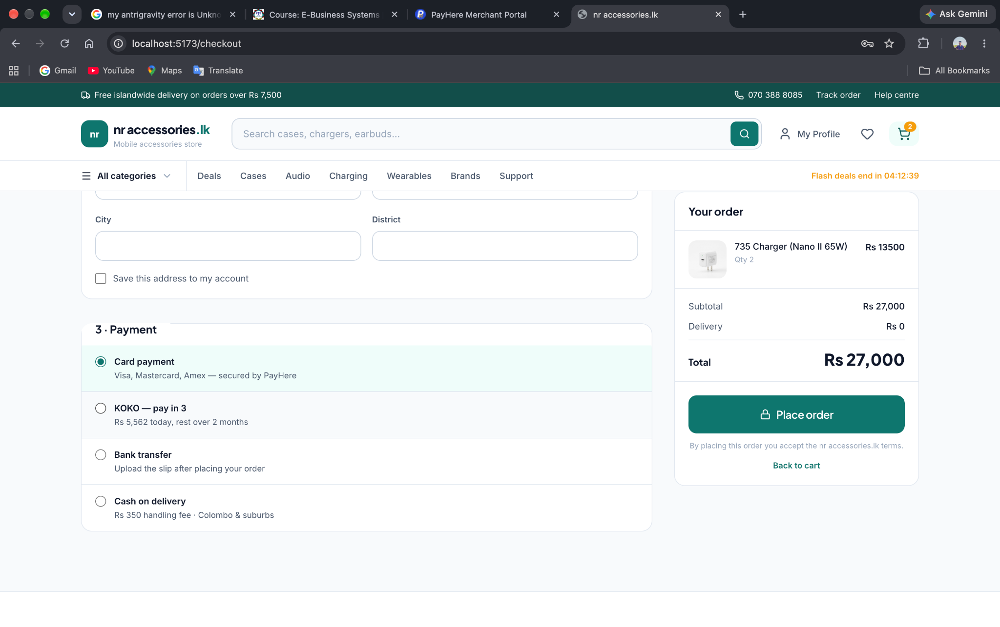 my antrigravity error is Unkno
Course: E-Business Systems
PayHere Merchant Portal
nr accessories.lk
Ask Gemini
localhost:5173/checkout
Gmail
YouTube
Maps
Translate
All Bookmarks
Free islandwide delivery on orders over Rs 7,500
070 388 8085
Track order
Help centre
nr
nr accessories.lk
Mobile accessories store
Search cases, chargers, earbuds...
My Profile
2
All categories
Deals
Cases
Audio
Charging
Wearables
Brands
Support
Flash deals end in 04:12:39
City
District
Save this address to my account
3 · Payment
Card payment
Visa, Mastercard, Amex — secured by PayHere
KOKO — pay in 3
Rs 5,562 today, rest over 2 months
Bank transfer
Upload the slip after placing your order
Cash on delivery
Rs 350 handling fee · Colombo & suburbs
Your order
735 Charger (Nano II 65W)
Rs 13500
Qty 2
Subtotal
Rs 27,000
Delivery
Rs 0
Total
Rs 27,000
Place order
By placing this order you accept the nr accessories.lk terms.
Back to cart